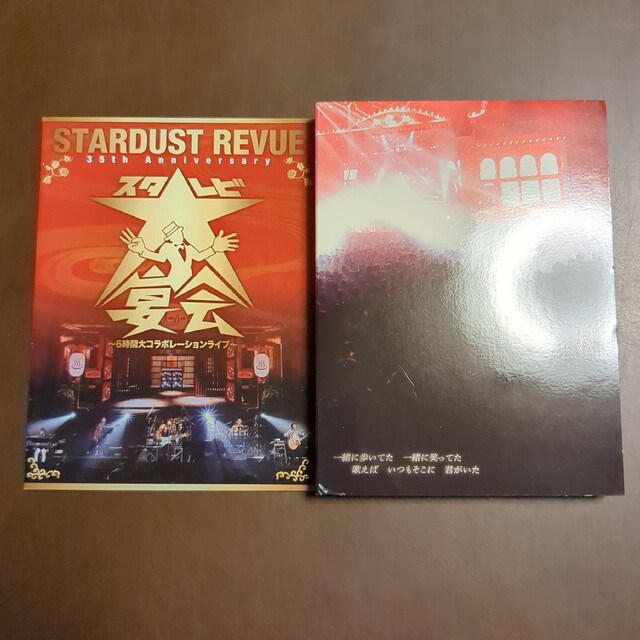 STARDUST REVUE
35th Anniversary
スタ☆レビ
大宴会
～6時間大コラボレーションライブ～
一緒に歩いてた　一緒に笑ってた
歌えば　いつもそこに　君がいた